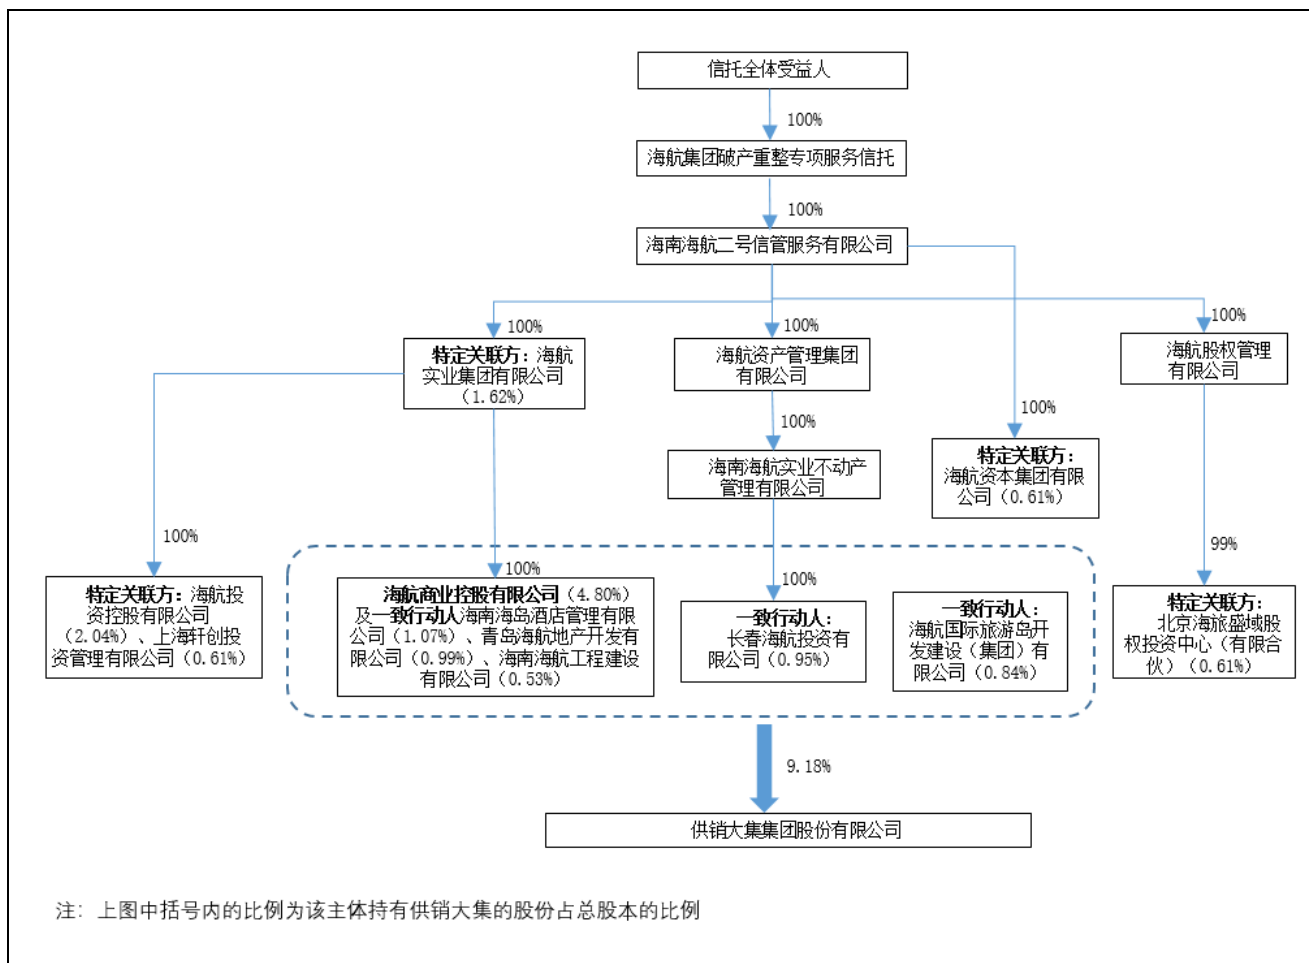 信托全体受益人
100%
海航集团破产重整专项服务信托
100%
海南海航二号信管服务有限公司
100%
100%
100%
特定关联方：海航
实业集团有限公司
（1.62%）
海航资产管理集团
有限公司
海航股权管理
有限公司
100%
100%
特定关联方：
海航资本集团有限
公司（0.61%）
海南海航实业不动产
管理有限公司
100%
99%
100%
100%
特定关联方：海航投
资控股有限公司
（2.04%）、上海轩创投
资管理有限公司（0.61%）
海航商业控股有限公司（4.80%）
及一致行动人海南海岛酒店管理有限
公司（1.07%）、青岛海航地产开发有
限公司（0.99%）、海南海航工程建设
有限公司（0.53%）
一致行动人：
长春海航投资有
限公司（0.95%）
一致行动人：
海航国际旅游岛开
发建设（集团）有
限公司（0.84%）
特定关联方：
北京海旅盛域股
权投资中心（有限合
伙）（0.61%）
9.18%
供销大集集团股份有限公司
注：上图中括号内的比例为该主体持有供销大集的股份占总股本的比例